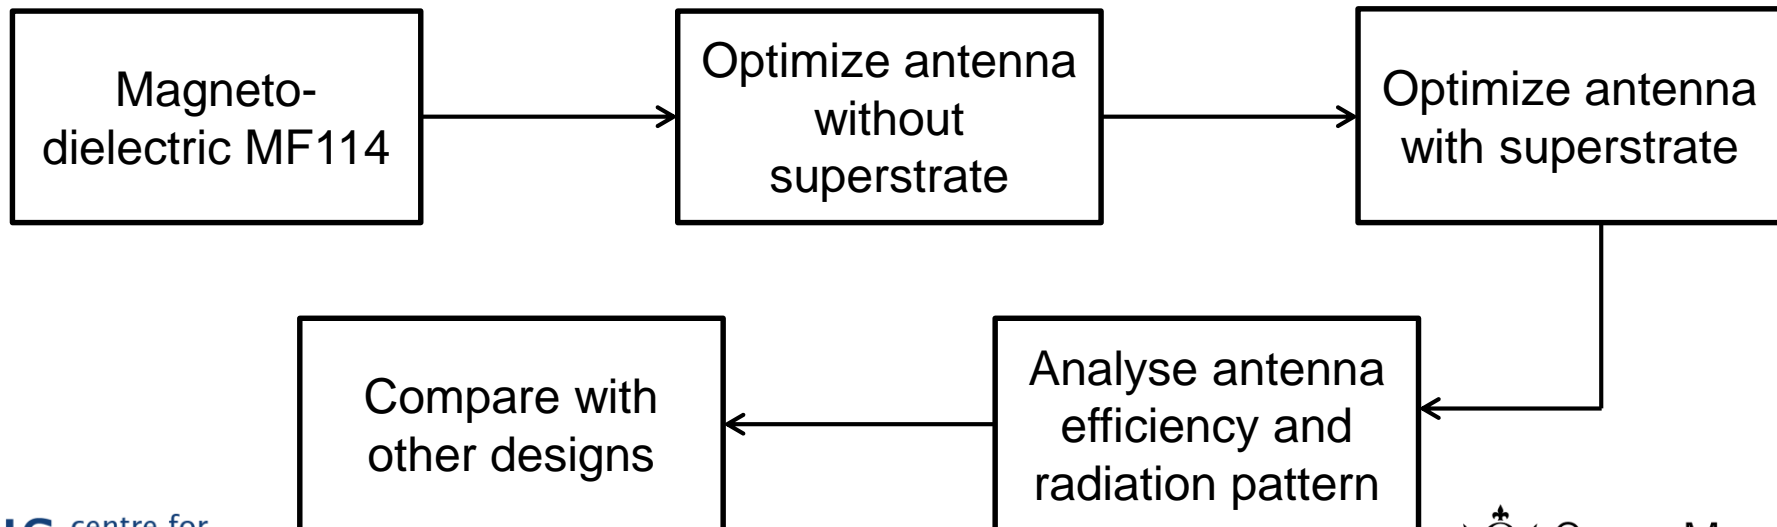 Magneto-
dielectric MF114
Optimize antenna
without
superstrate
Optimize antenna
with superstrate
Analyse antenna
efficiency and
radiation pattern
Compare with
other designs
centre for